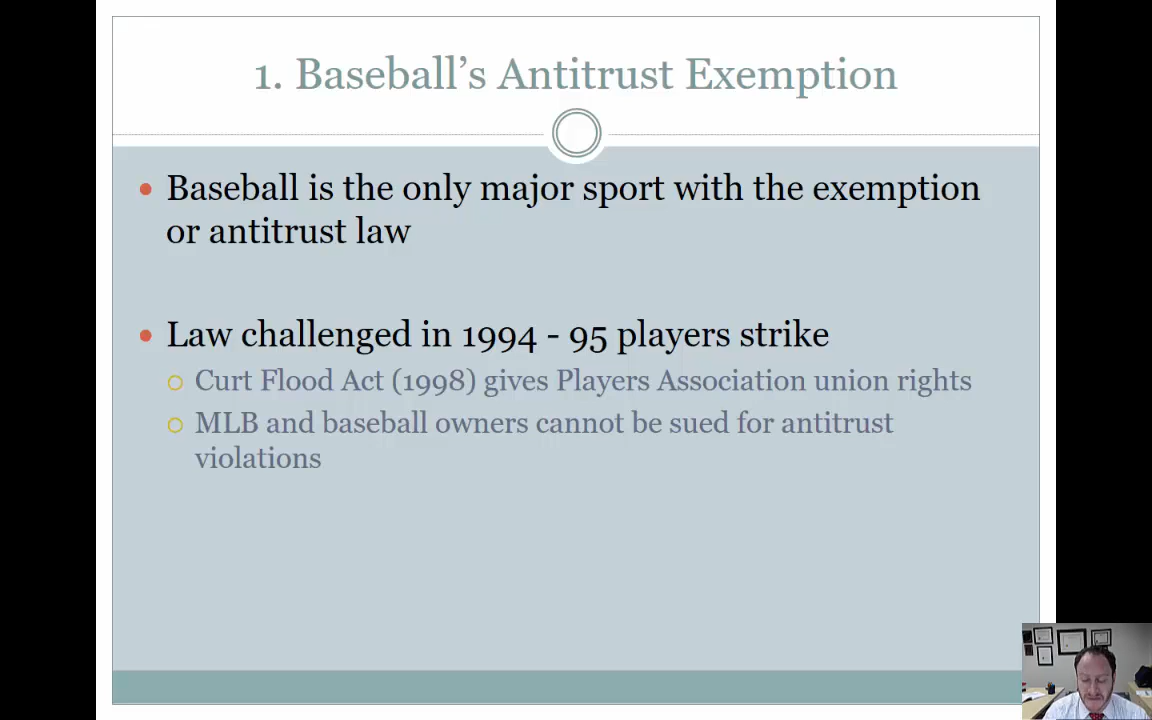 1. Baseball's Antitrust Exemption
Baseball is the only major sport with the exemption
or antitrust law
Law challenged in 1994 - 95 players strike
Curt Flood Act (1998) gives Players Association union rights
MLB and baseball owners cannot be sued for antitrust
violations